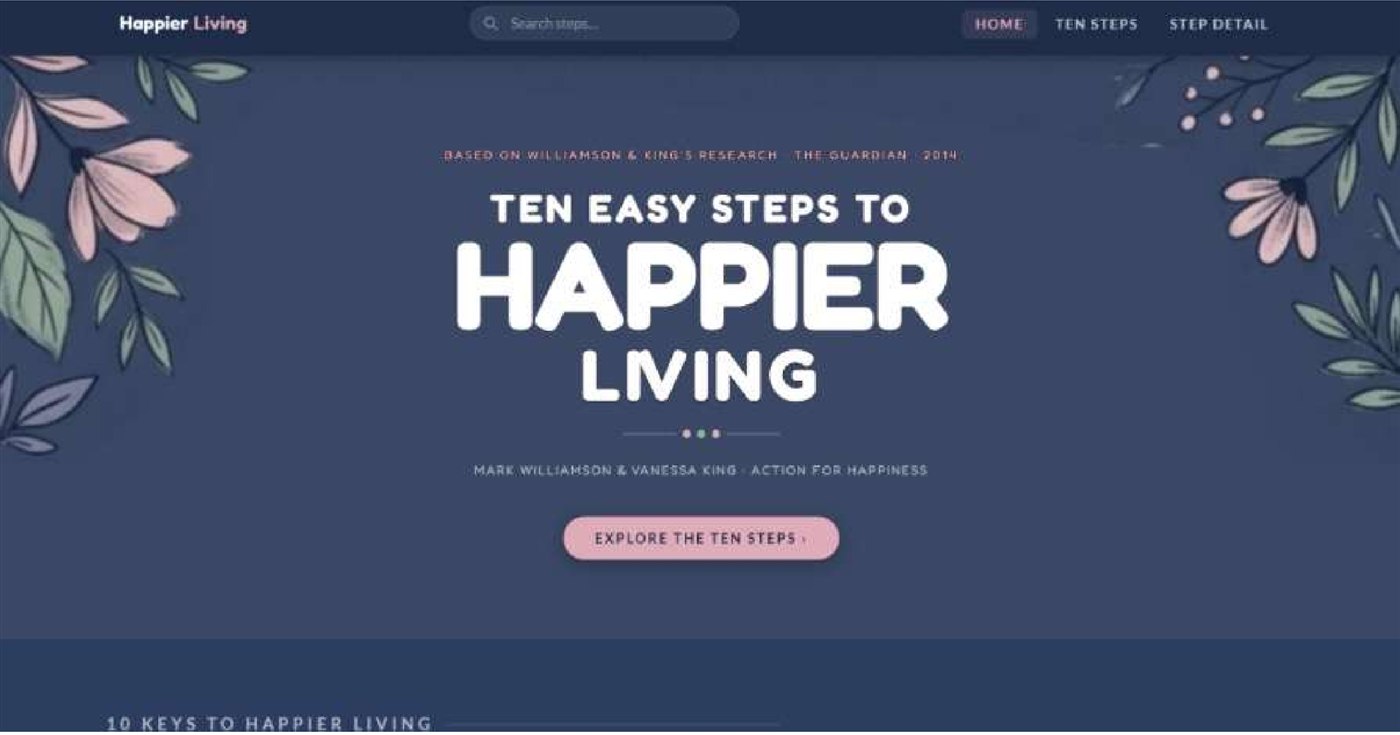 Happier Living
Search steps...
HOME
TEN STEPS
STEP DETAIL
BASED ON WILLIAMSON & KING'S RESEARCH · THE GUARDIAN · 2014
TEN EASY STEPS TO
HAPPIER
LIVING
MARK WILLIAMSON & VANESSA KING · ACTION FOR HAPPINESS
EXPLORE THE TEN STEPS ›
10 KEYS TO HAPPIER LIVING